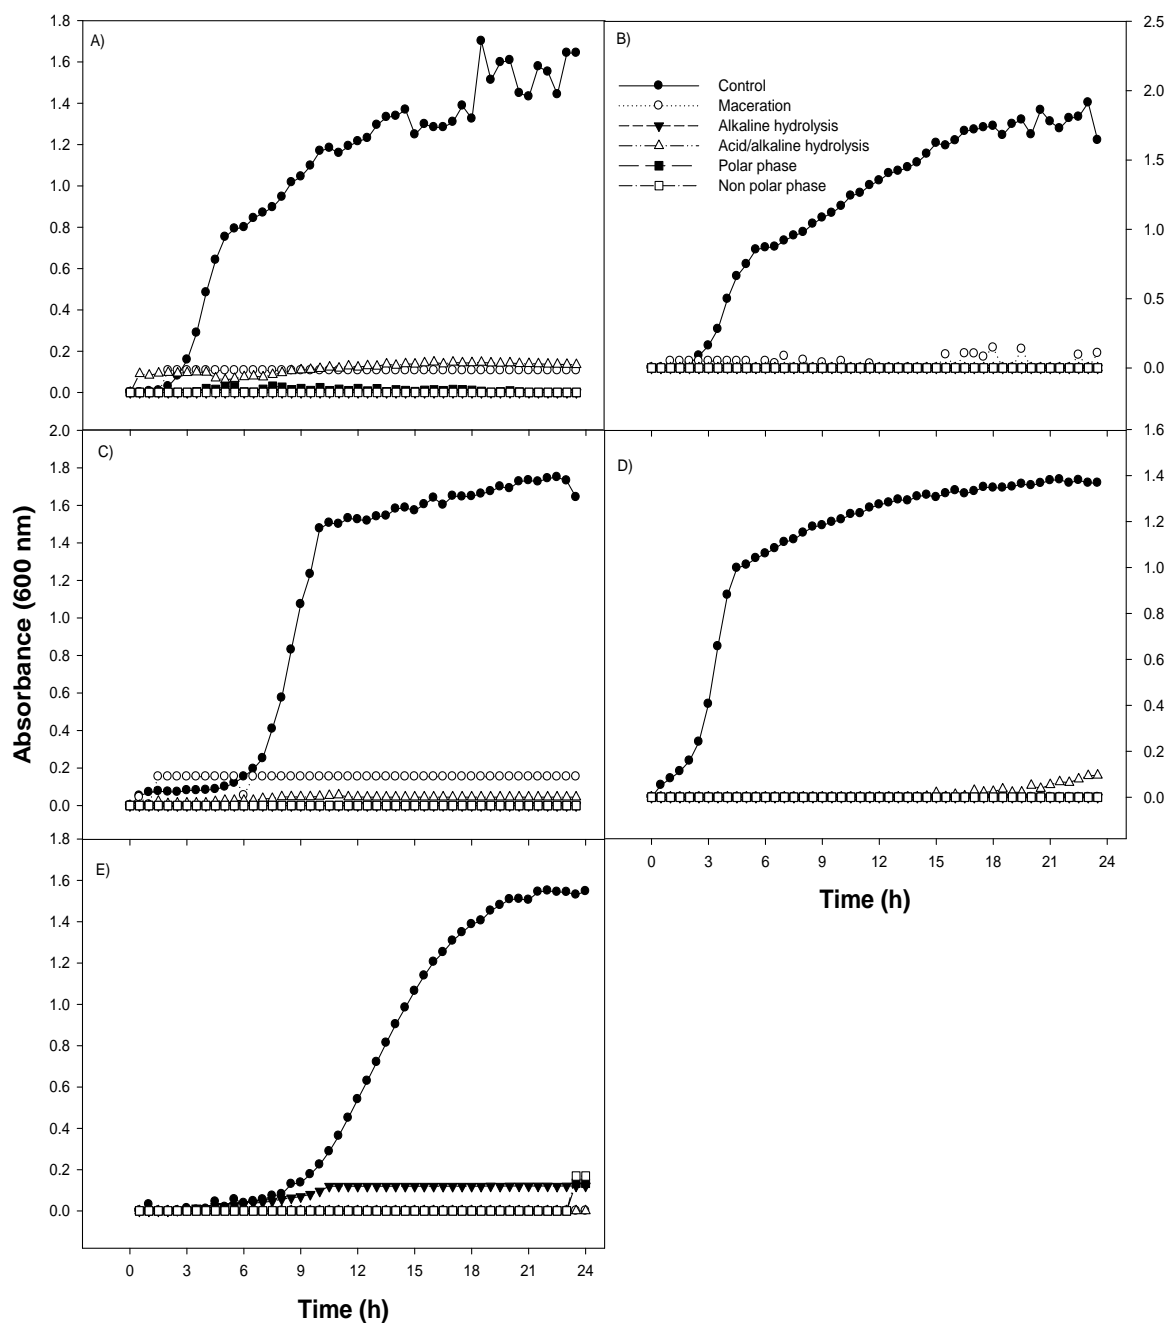 A)
1.8
1.6
1.4
1.2
1.0
0.8
0.6
0.4
0.2
0.0
B)
Control
Maceration
Alkaline hydrolysis
Acid/alkaline hydrolysis
Polar phase
Non polar phase
2.5
2.0
1.5
1.0
0.5
0.0
C)
2.0
1.8
1.6
1.4
1.2
1.0
0.8
0.6
0.4
0.2
0.0
Absorbance (600 nm)
D)
1.6
1.4
1.2
1.0
0.8
0.6
0.4
0.2
0.0
0 3 6 9 12 15 18 21 24
Time (h)
E)
1.8
1.6
1.4
1.2
1.0
0.8
0.6
0.4
0.2
0.0
0 3 6 9 12 15 18 21 24
Time (h)